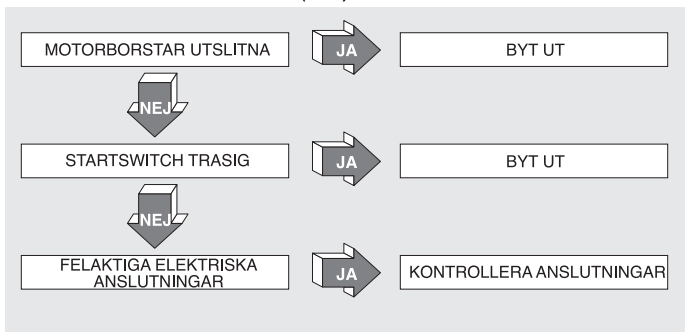 MOTORBORSTAR UTSLITNA
JA
BYT UT
NEJ
STARTSWITCH TRASIG
JA
BYT UT
NEJ
FELAKTIGA ELEKTRISKA
ANSLUTNINGAR
JA
KONTROLLERA ANSLUTNINGAR